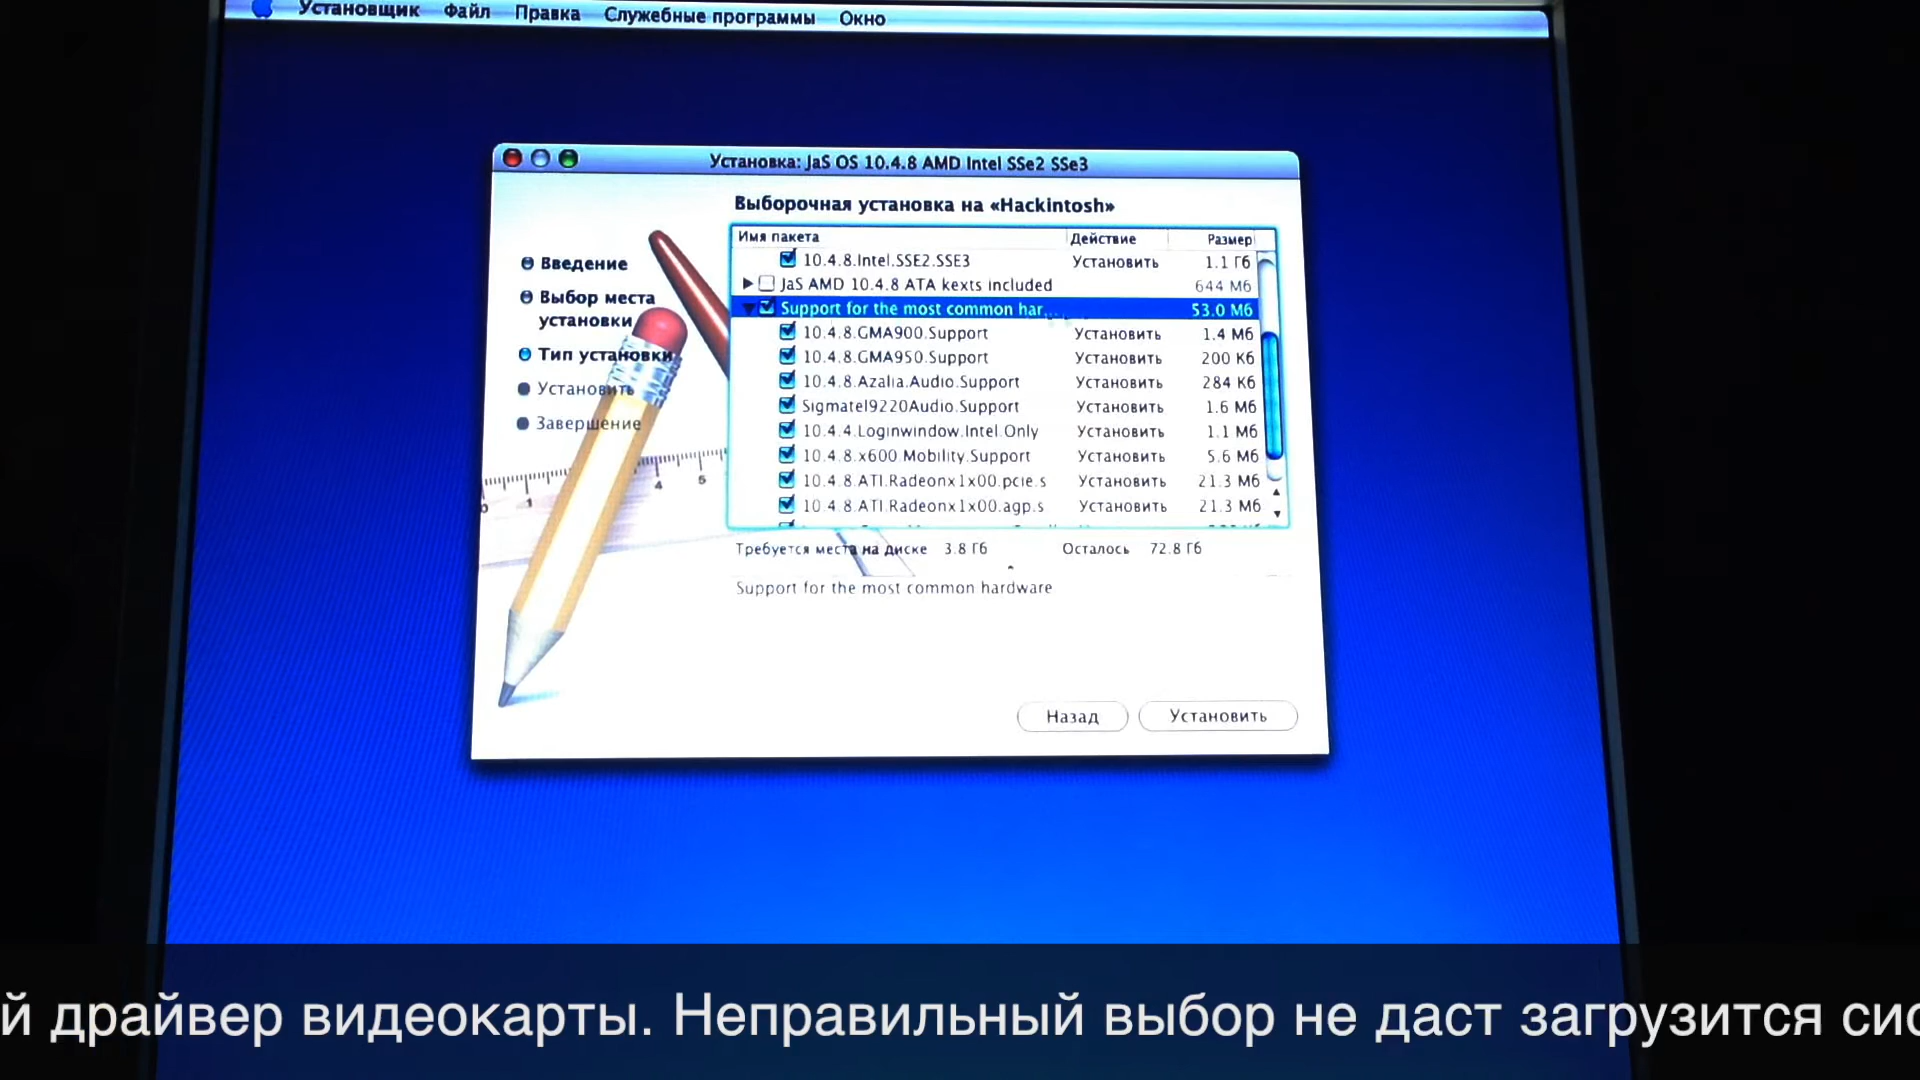 Установщик Файл Правка Служебные программы Окно
Установка: JaS OS 10.4.8 AMD Intel SSe2 SSe3
Выборочная установка на «Hackintosh»
Введение
Выбор места
установки
Тип установки
Установить
Завершение
Имя пакета Действие Размер
10.4.8.Intel.SSE2.SSE3 Установить 1.1 Гб
JaS AMD 10.4.8 ATA kexts included 644 Мб
Support for the most common har... 53.0 Мб
10.4.8.GMA900.Support Установить 1.4 Мб
10.4.8.GMA950.Support Установить 200 Кб
10.4.8.Azalia.Audio.Support Установить 284 Кб
Sigmatel9220Audio.Support Установить 1.6 Мб
10.4.4.Loginwindow.Intel.Only Установить 1.1 Мб
10.4.8.x600.Mobility.Support Установить 5.6 Мб
10.4.8.ATI.Radeonx1x00.pcie.s Установить 21.3 Мб
10.4.8.ATI.Radeonx1x00.agp.s Установить 21.3 Мб
Требуется места на диске 3.8 Гб Осталось 72.8 Гб
Support for the most common hardware
Назад Установить
й драйвер видеокарты. Неправильный выбор не даст загрузится сис
0 1 4 5